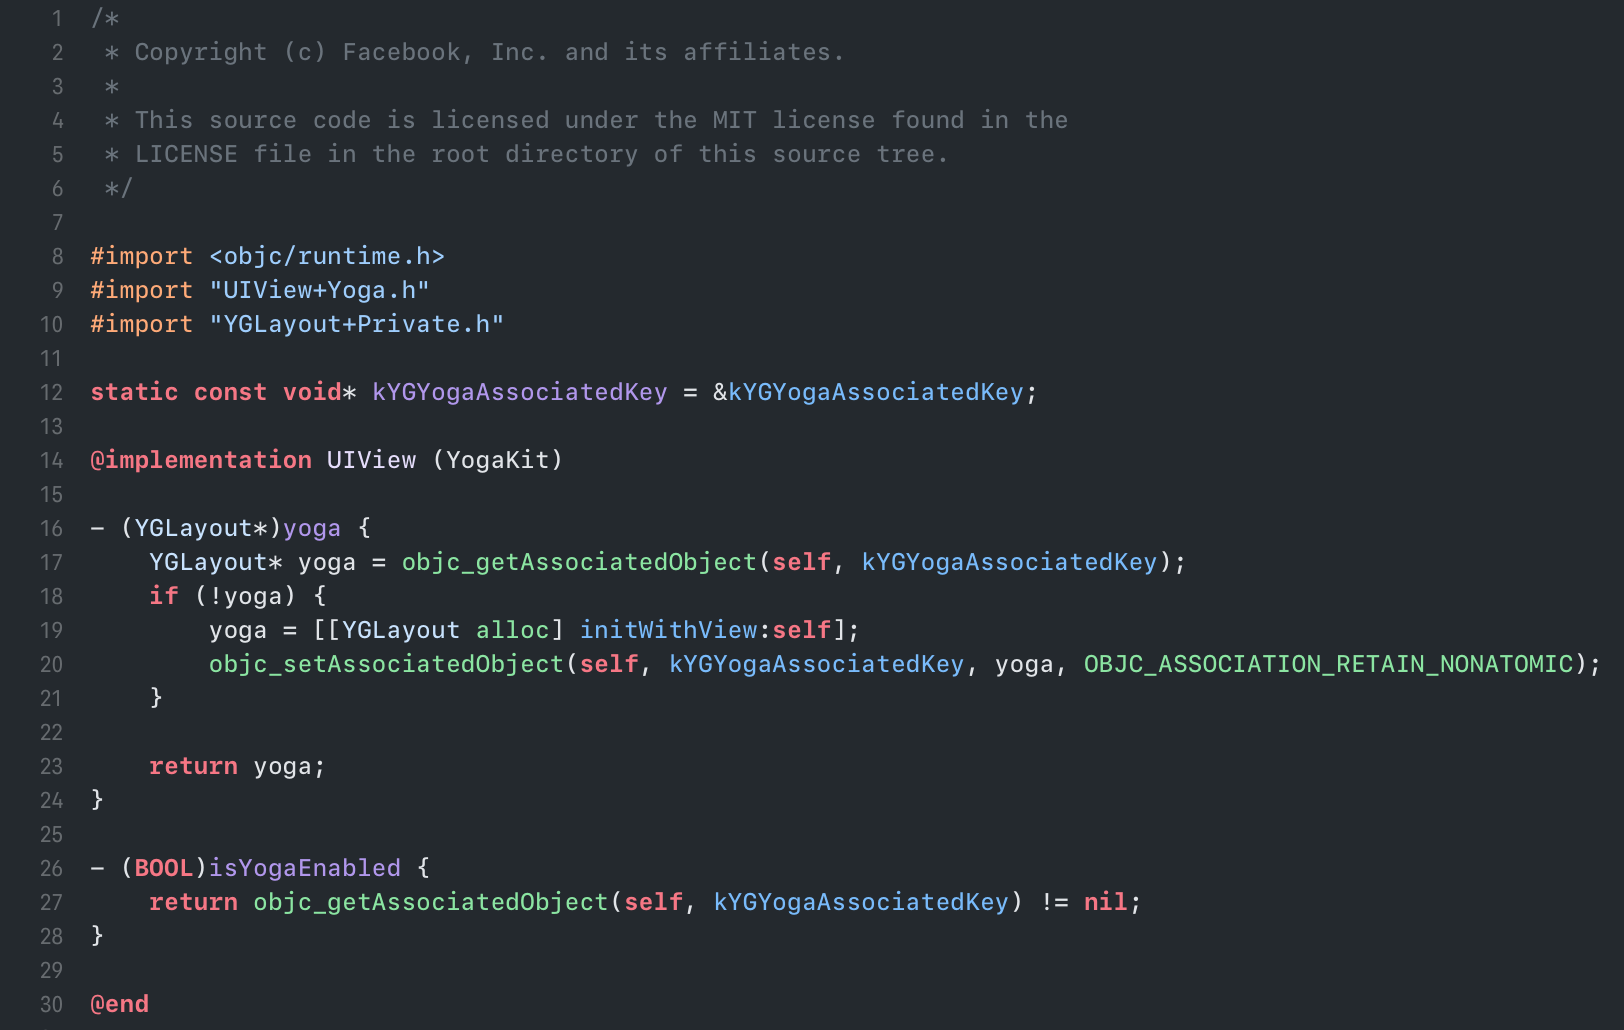 1 /*
2  * Copyright (c) Facebook, Inc. and its affiliates.
3  *
4  * This source code is licensed under the MIT license found in the
5  * LICENSE file in the root directory of this source tree.
6  */
7
8 #import <objc/runtime.h>
9 #import "UIView+Yoga.h"
10 #import "YGLayout+Private.h"
11
12 static const void* kYGYogaAssociatedKey = &kYGYogaAssociatedKey;
13
14 @implementation UIView (YogaKit)
15
16 - (YGLayout*)yoga {
17     YGLayout* yoga = objc_getAssociatedObject(self, kYGYogaAssociatedKey);
18     if (!yoga) {
19         yoga = [[YGLayout alloc] initWithView:self];
20         objc_setAssociatedObject(self, kYGYogaAssociatedKey, yoga, OBJC_ASSOCIATION_RETAIN_NONATOMIC);
21     }
22
23     return yoga;
24 }
25
26 - (BOOL)isYogaEnabled {
27     return objc_getAssociatedObject(self, kYGYogaAssociatedKey) != nil;
28 }
29
30 @end